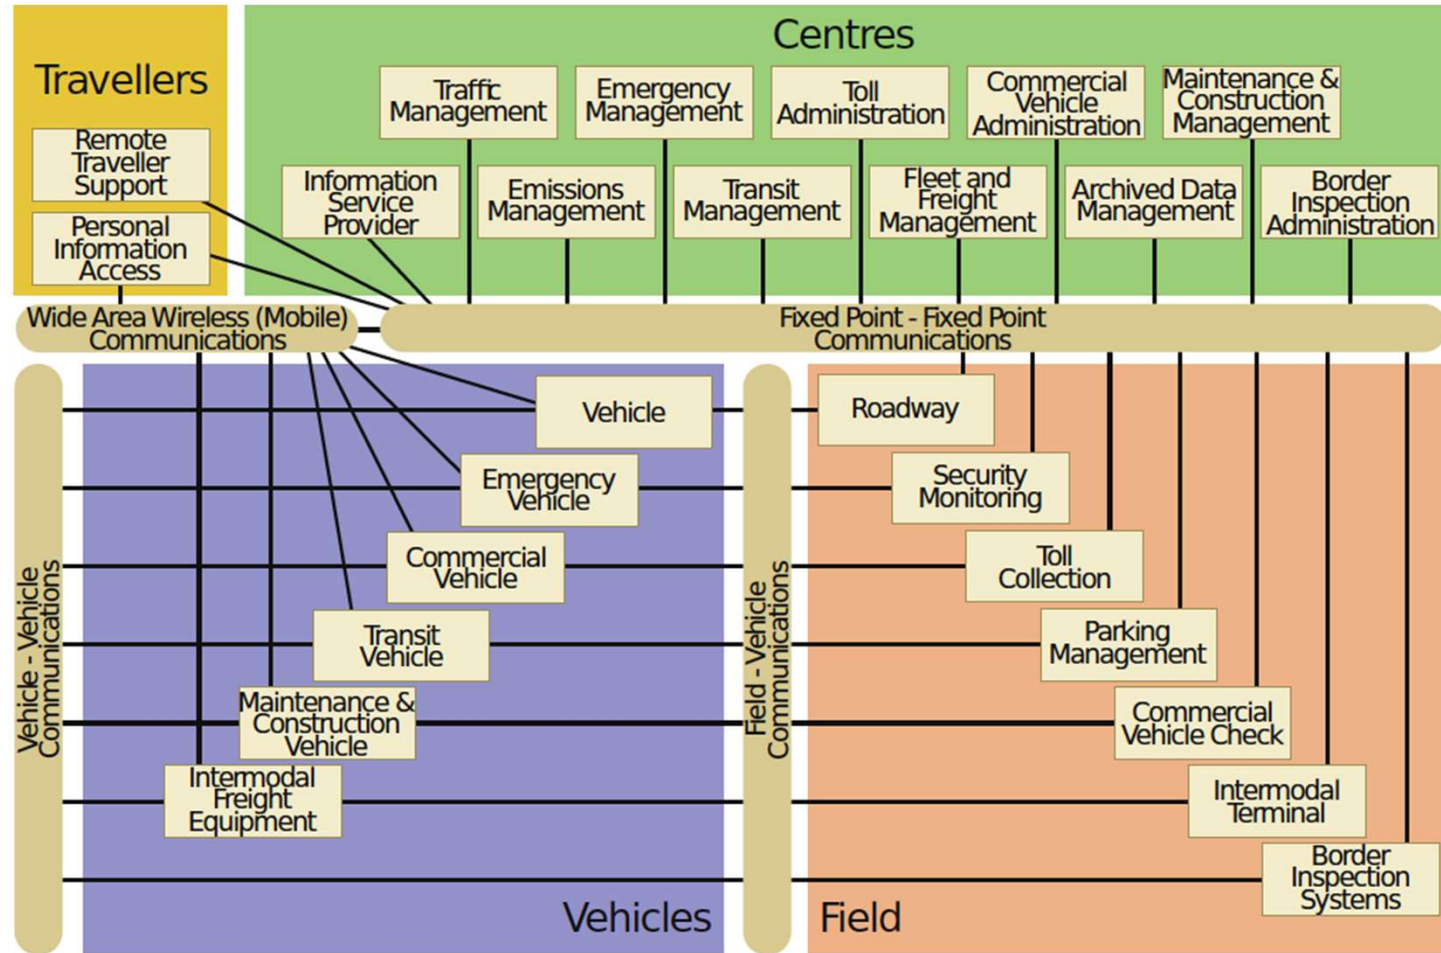 Travellers
Remote
Traveller
Support
Personal
Information
Access
Centres
Traffic
Management
Emergency
Management
Toll
Administration
Commercial
Vehicle
Administration
Maintenance &
Construction
Management
Information
Service
Provider
Emissions
Management
Transit
Management
Fleet and
Freight
Management
Archived Data
Management
Border
Inspection
Administration
Wide Area Wireless (Mobile)
Communications
Fixed Point - Fixed Point
Communications
Vehicle - Vehicle
Communications
Vehicle
Emergency
Vehicle
Commercial
Vehicle
Transit
Vehicle
Maintenance &
Construction
Vehicle
Intermodal
Freight
Equipment
Vehicles
Field - Vehicle
Communications
Roadway
Security
Monitoring
Toll
Collection
Parking
Management
Commercial
Vehicle Check
Intermodal
Terminal
Border
Inspection
Systems
Field